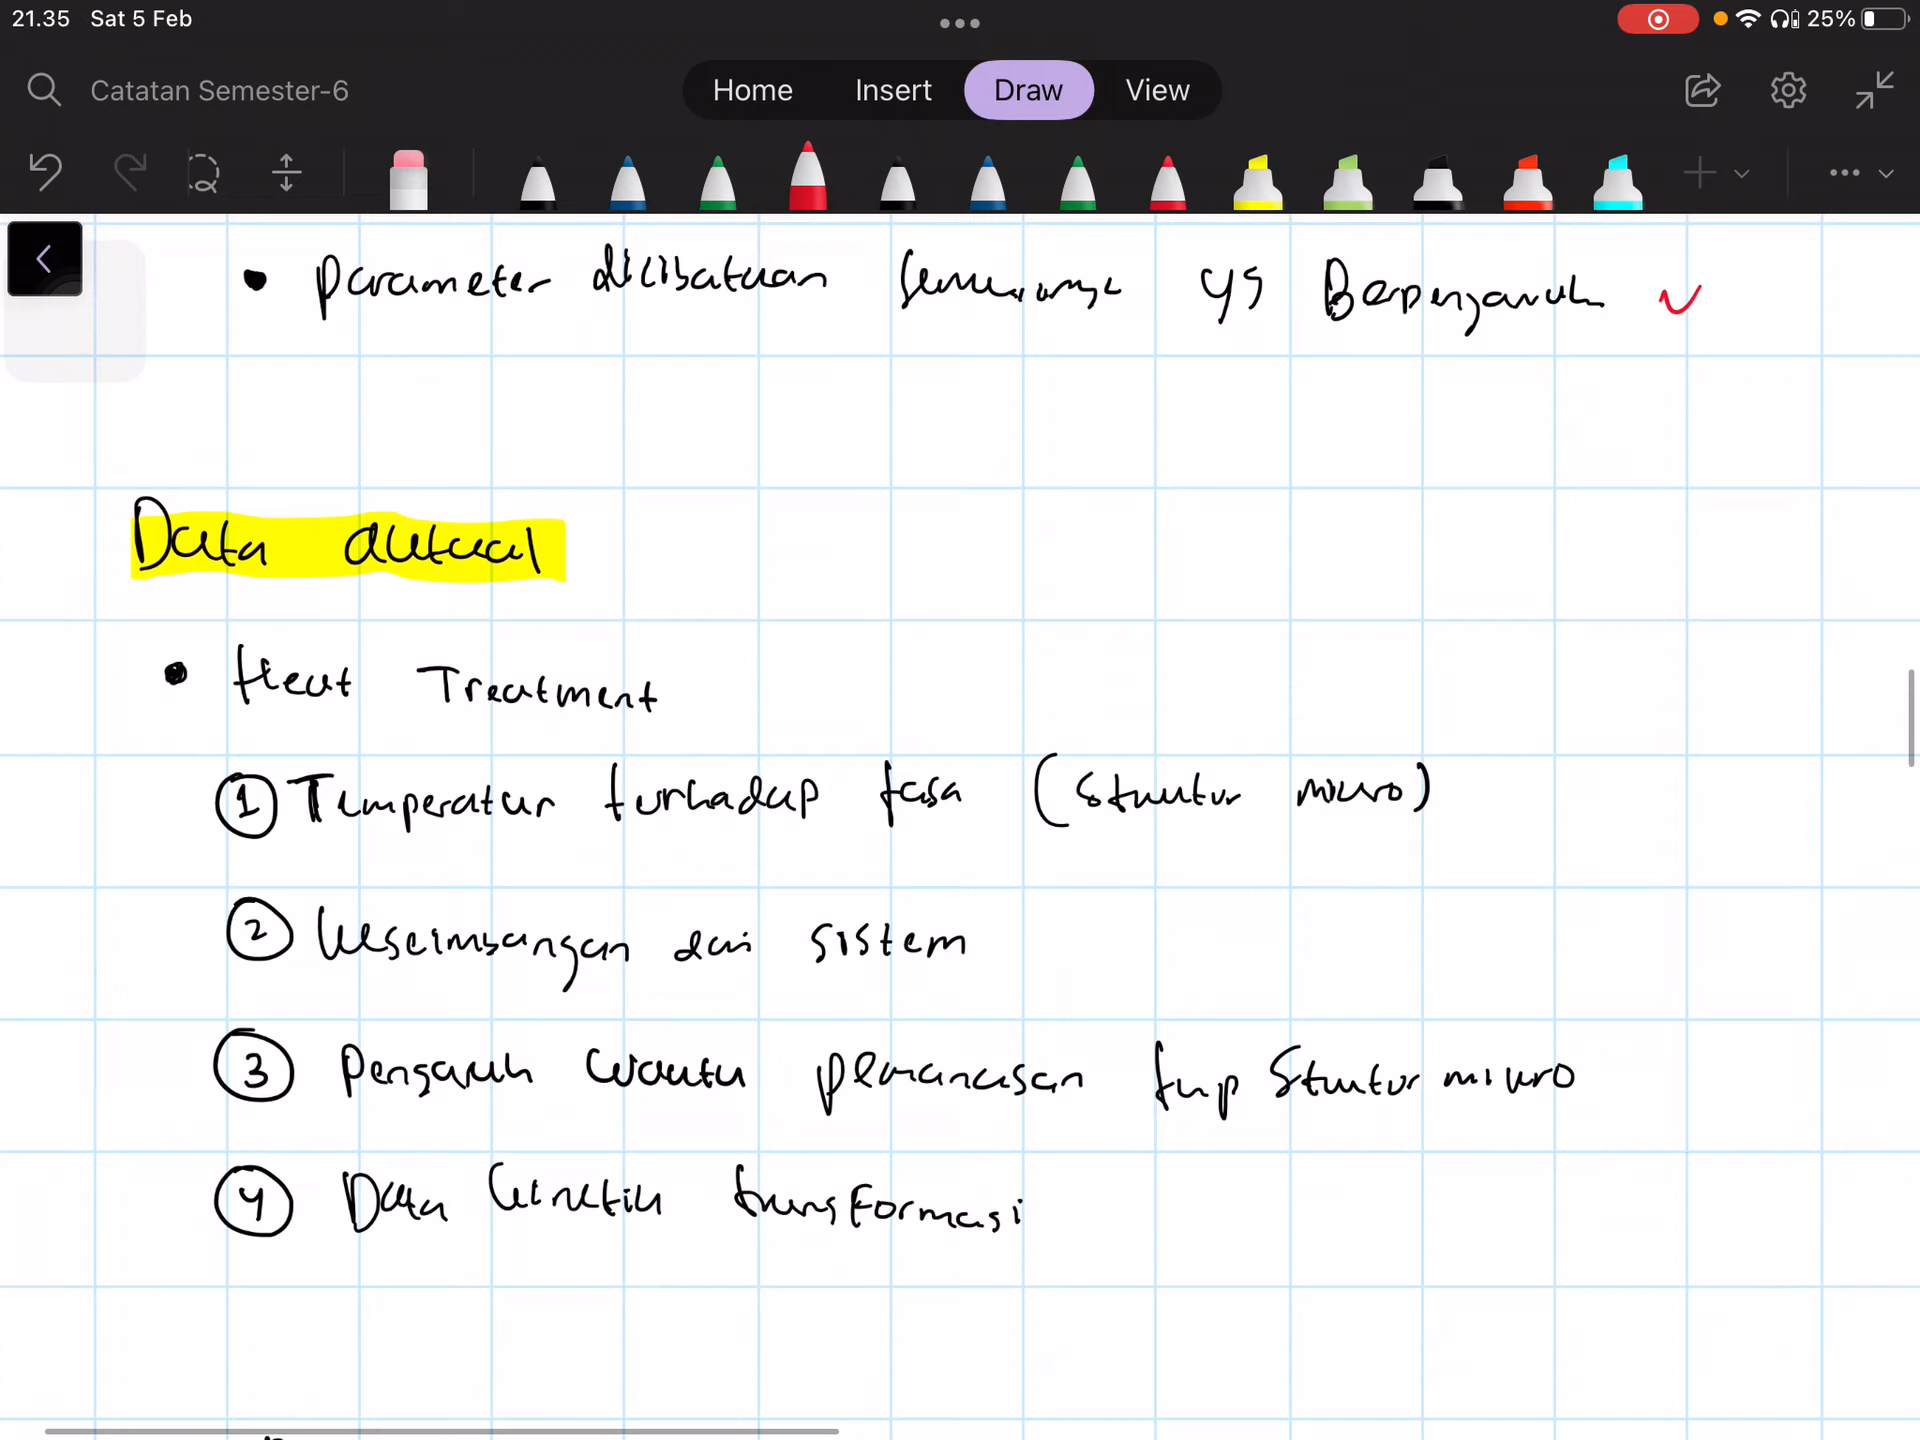 21.35 Sat 5 Feb 25%
Catatan Semester-6 Home Insert Draw View
• Parameter dilibatkan semuanya yg Berpengaruh ✓
Data aktual
• Heat Treatment
① Temperatur terhadap fasa (Struktur mikro)
② Keseimbangan dari sistem
③ Pengaruh waktu pemanasan thp Struktur mikro
④ Data kinetik transformasi